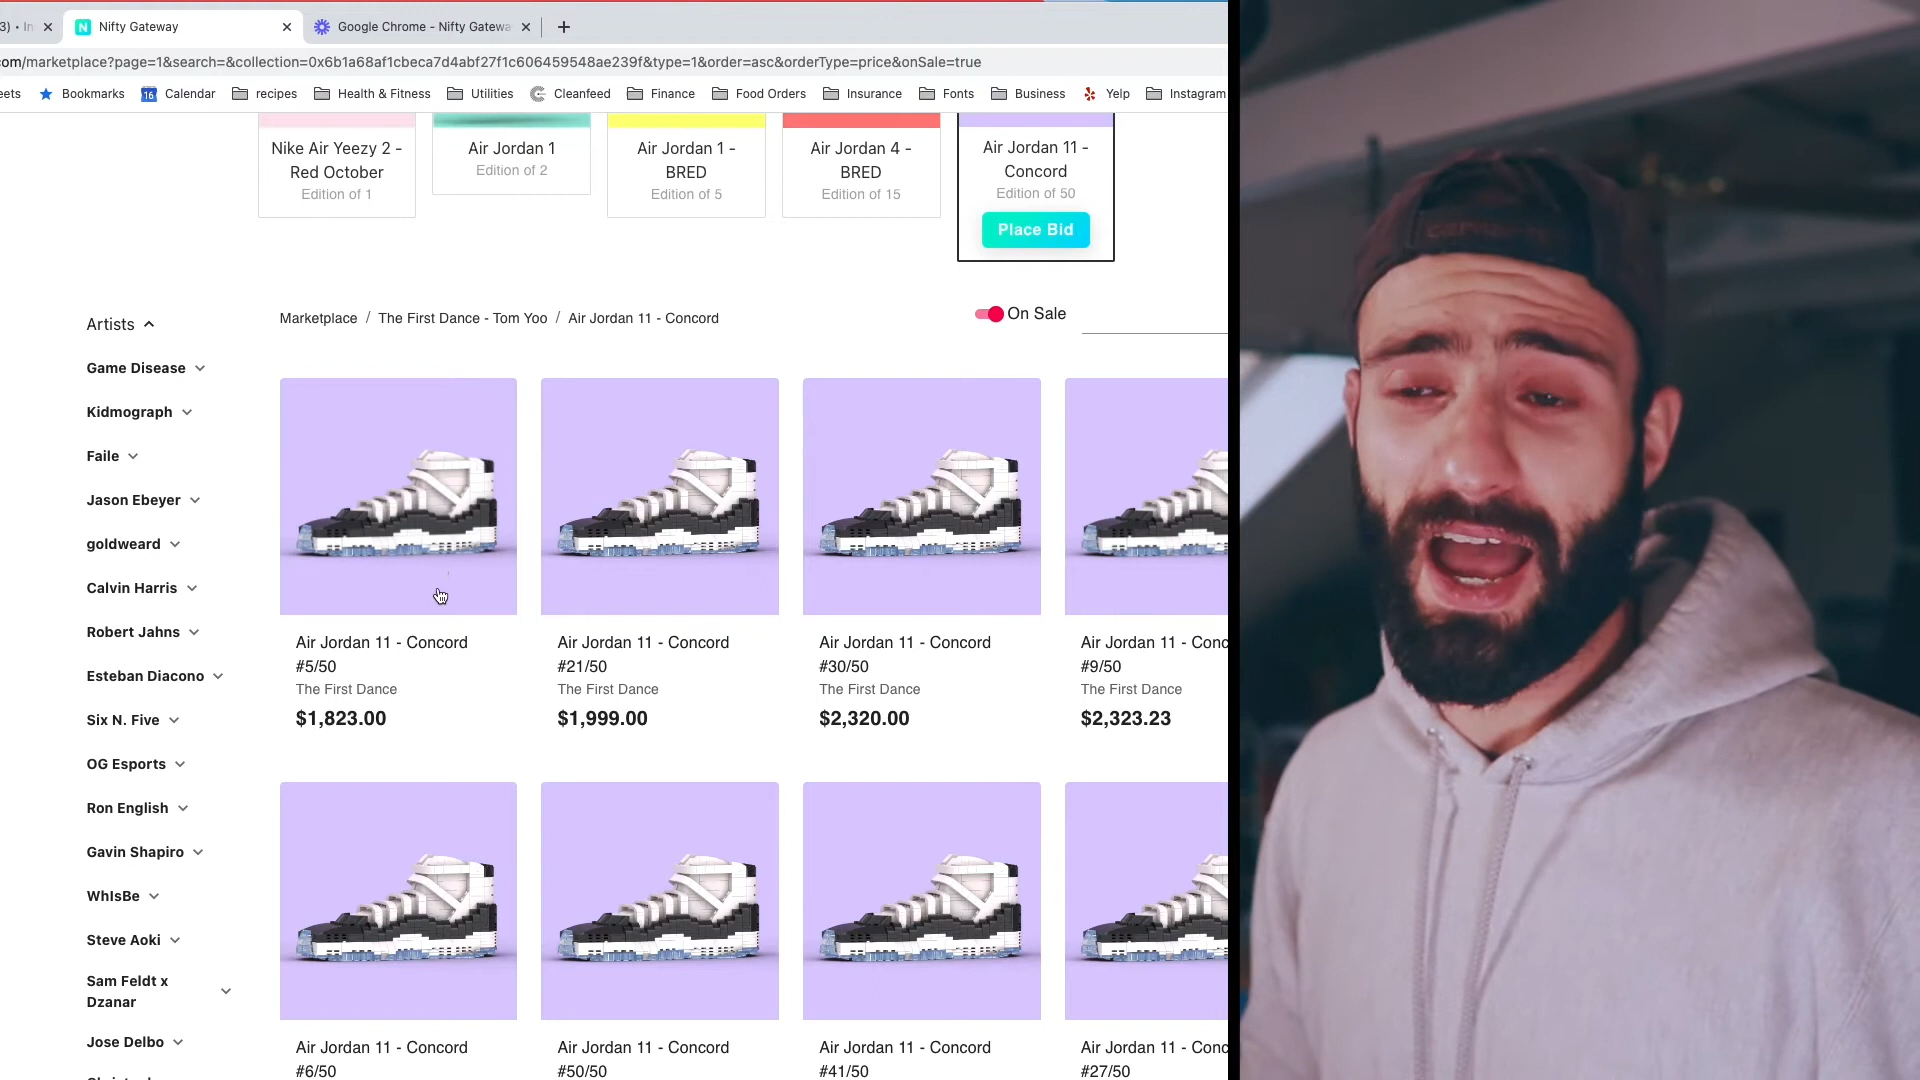 3) • In
Nifty Gateway
Google Chrome - Nifty Gatewa
om/marketplace?page=1&search=&collection=0x6b1a68af1cbeca7d4abf27f1c606459548ae239f&type=1&order=asc&orderType=price&onSale=true
eets Bookmarks 16 Calendar recipes Health & Fitness Utilities Cleanfeed Finance Food Orders Insurance Fonts Business Yelp Instagram
Nike Air Yeezy 2 -
Red October
Edition of 1
Air Jordan 1
Edition of 2
Air Jordan 1 -
BRED
Edition of 5
Air Jordan 4 -
BRED
Edition of 15
Air Jordan 11 -
Concord
Edition of 50
Place Bid
Marketplace / The First Dance - Tom Yoo / Air Jordan 11 - Concord
On Sale
Artists
Game Disease
Kidmograph
Faile
Jason Ebeyer
goldweard
Calvin Harris
Robert Jahns
Esteban Diacono
Six N. Five
OG Esports
Ron English
Gavin Shapiro
WhIsBe
Steve Aoki
Sam Feldt x
Dzanar
Jose Delbo
Air Jordan 11 - Concord
#5/50
The First Dance
$1,823.00
Air Jordan 11 - Concord
#21/50
The First Dance
$1,999.00
Air Jordan 11 - Concord
#30/50
The First Dance
$2,320.00
Air Jordan 11 - Conc
#9/50
The First Dance
$2,323.23
Air Jordan 11 - Concord
#6/50
Air Jordan 11 - Concord
#50/50
Air Jordan 11 - Concord
#41/50
Air Jordan 11 - Conc
#27/50